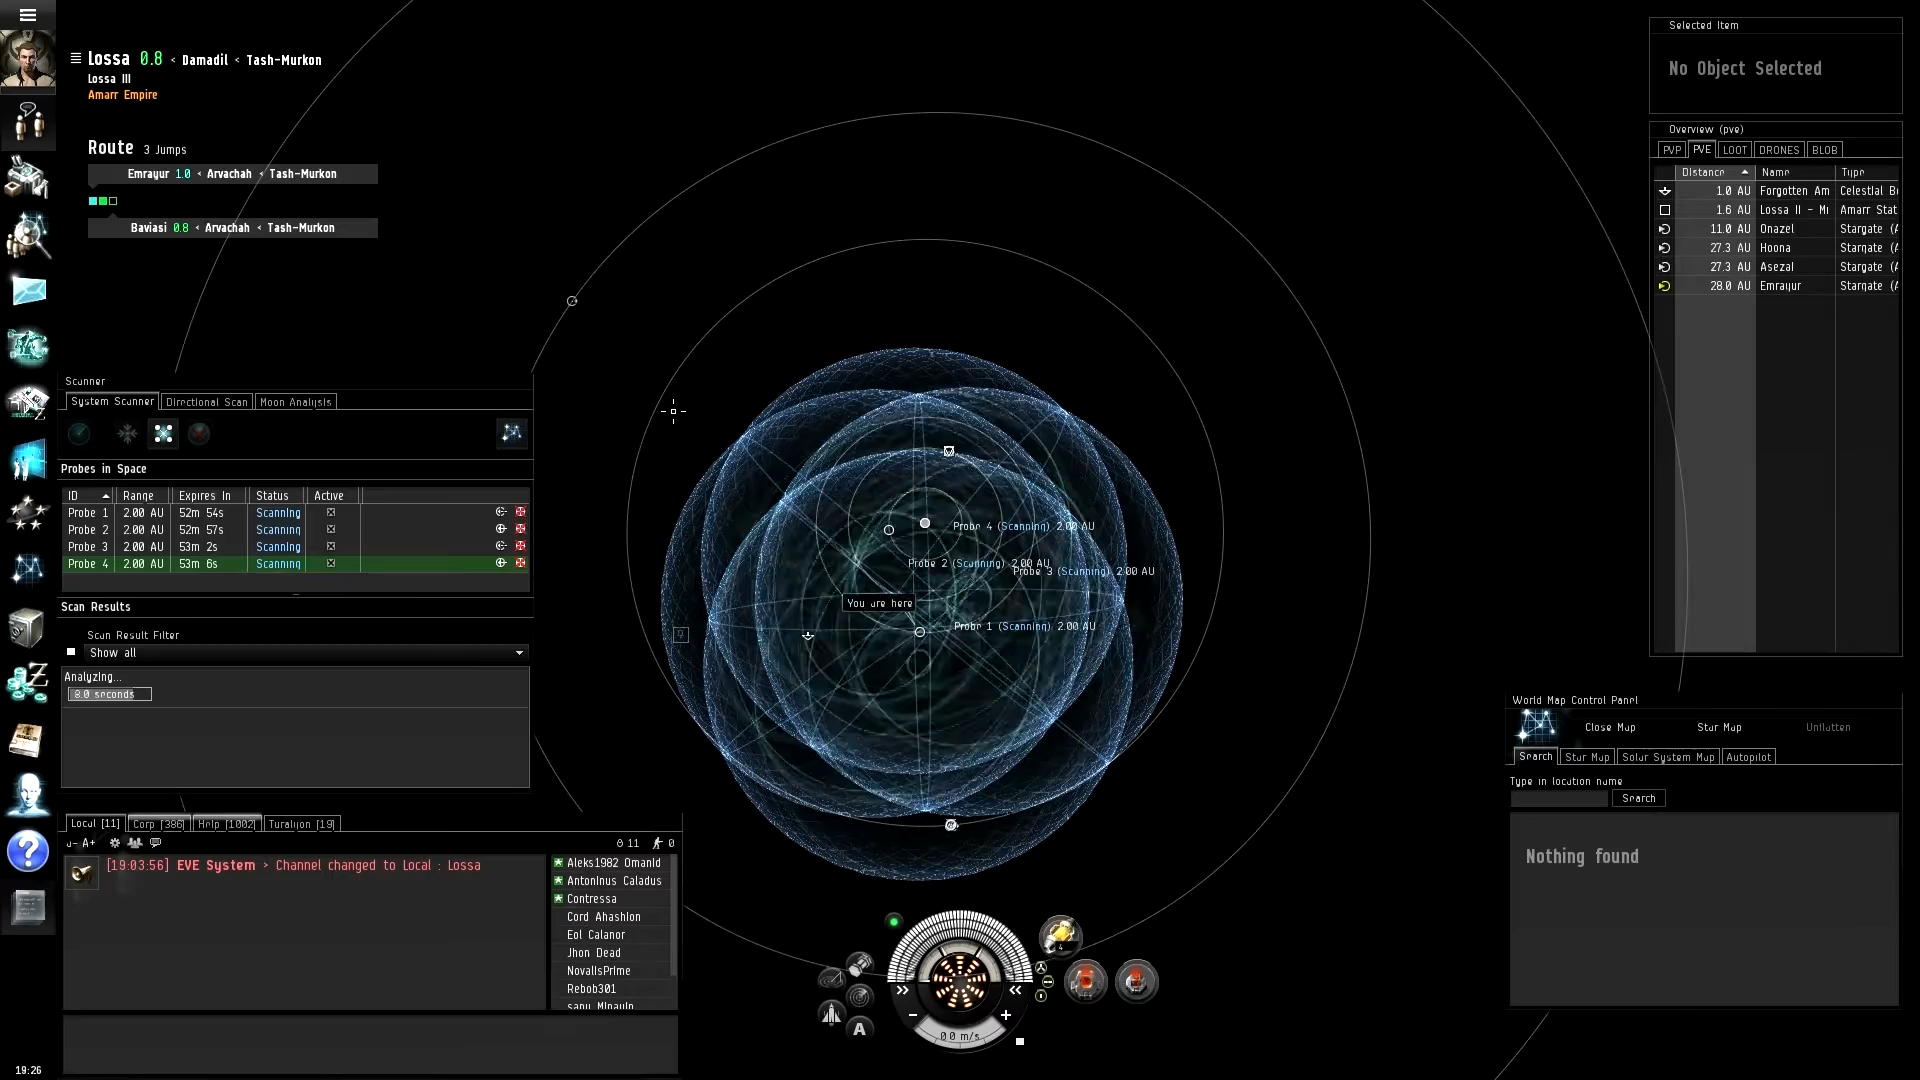 Lossa 0.8 < Damadil < Tash-Murkon
Lossa III
Amarr Empire
Route 3 Jumps
Emrayur 1.0 < Arvachah < Tash-Murkon
Baviasi 0.8 < Arvachah < Tash-Murkon
Scanner
System Scanner Directional Scan Moon Analysis
Probes in Space
ID Range Expires In Status Active
Probe 1 2.00 AU 52m 54s Scanning
Probe 2 2.00 AU 52m 57s Scanning
Probe 3 2.00 AU 53m 2s Scanning
Probe 4 2.00 AU 53m 6s Scanning
Scan Results
Scan Result Filter
Show all
Analyzing...
8.0 seconds
Probe 4 (Scanning) 2.00 AU
Probe 2 (Scanning) 2.00 AU
Probe 3 (Scanning) 2.00 AU
You are here
Probe 1 (Scanning) 2.00 AU
Local [11] Corp [386] Help [1002] Turalyon [19]
A- A+
11 0
[19:03:56] EVE System > Channel changed to Local : Lossa
Aleks1982 Omanid
Antoninus Caladus
Contressa
Cord Ahashion
Eol Calanor
Jhon Dead
NovalisPrime
Rebob301
4
A
0.0 m/s
19:26
Selected Item
No Object Selected
Overview (pve)
PVP PVE LOOT DRONES BLOB
Distance Name Type
1.0 AU Forgotten Am Celestial Be
1.6 AU Lossa II - Mi Amarr Stat
11.0 AU Onazel Stargate (A
27.3 AU Hoona Stargate (A
27.3 AU Asezai Stargate (A
28.0 AU Emrayur Stargate (A
World Map Control Panel
Close Map Star Map Unflatten
Search Star Map Solar System Map Autopilot
Type in location name
Search
Nothing found